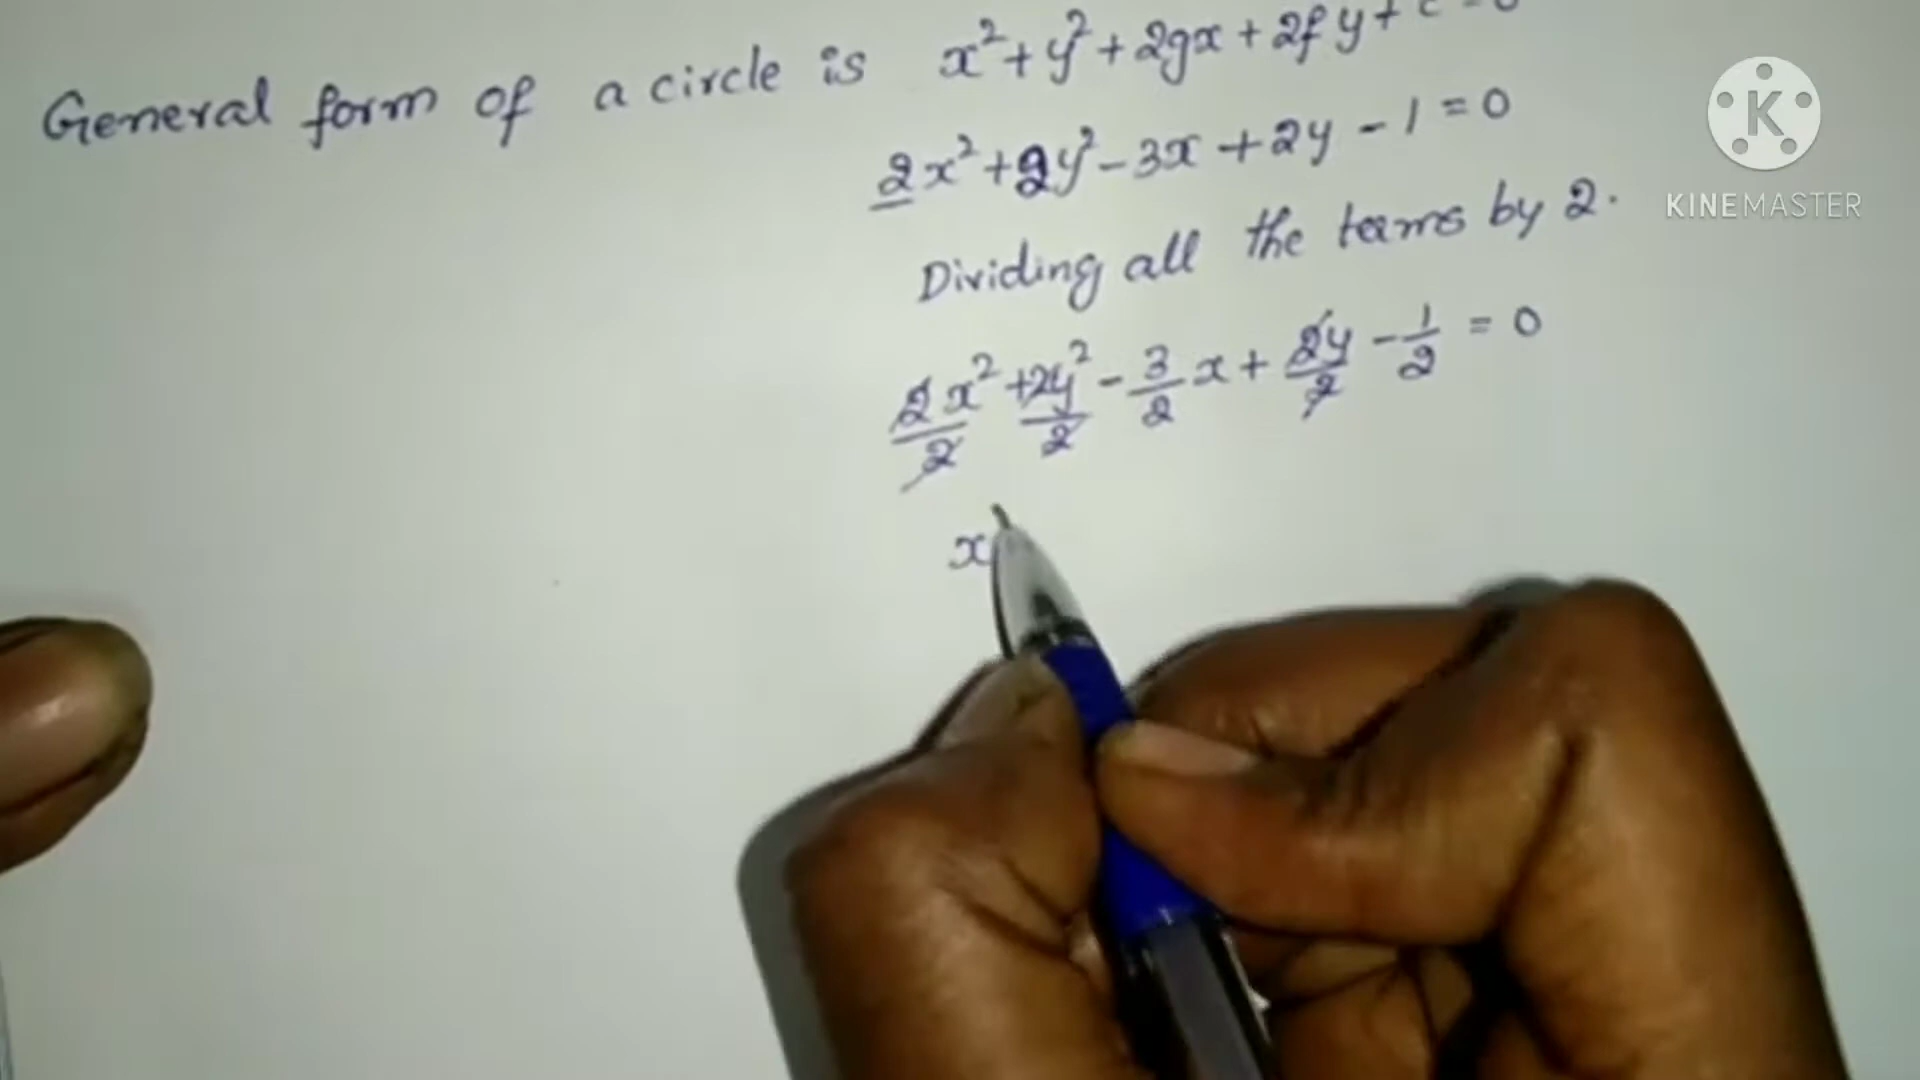 General form of a circle is x² + y² + 2gx + 2fy + c = 0
2x² + 2y² - 3x + 2y - 1 = 0
Dividing all the terms by 2.
2x²/2 + 2y²/2 - 3/2 x + 2y/2 - 1/2 = 0
x
K
KINEMASTER